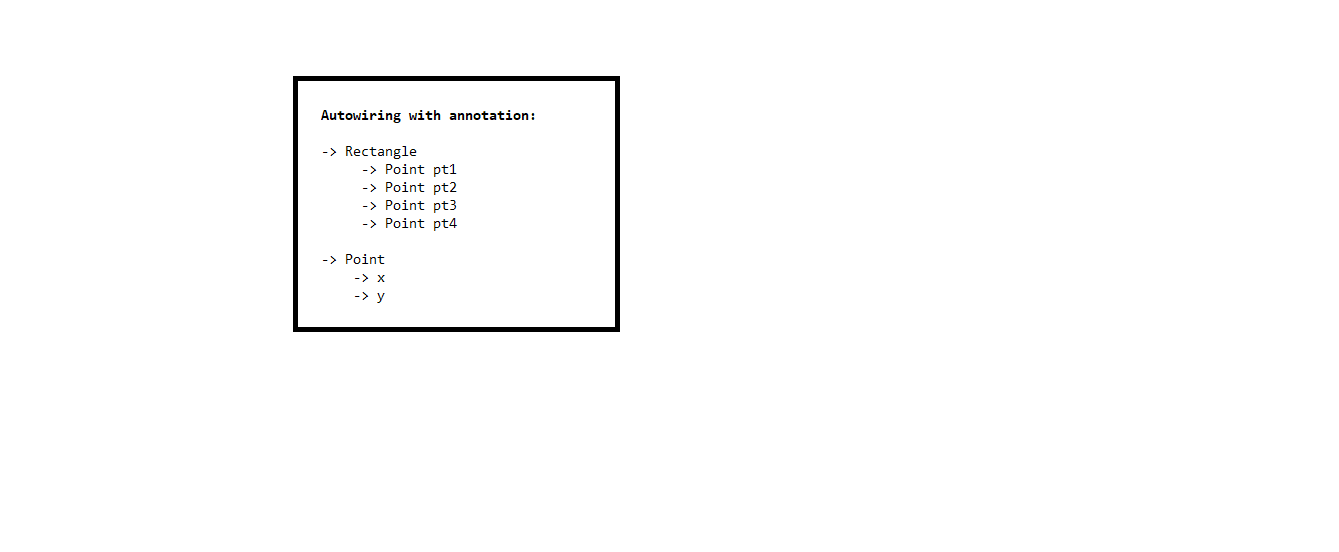 Autowiring with annotation:
-> Rectangle
-> Point pt1
-> Point pt2
-> Point pt3
-> Point pt4
-> Point
-> x
-> y